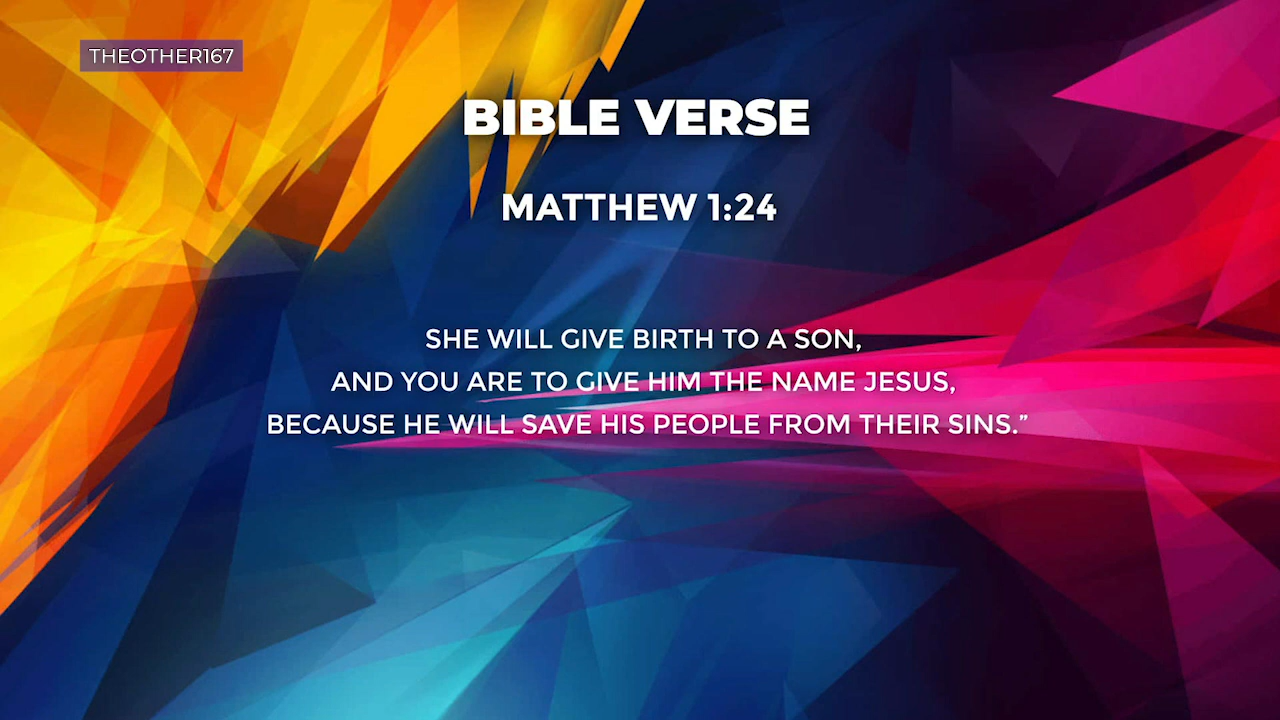 THEOTHER167
BIBLE VERSE
MATTHEW 1:24
SHE WILL GIVE BIRTH TO A SON,
AND YOU ARE TO GIVE HIM THE NAME JESUS,
BECAUSE HE WILL SAVE HIS PEOPLE FROM THEIR SINS.”